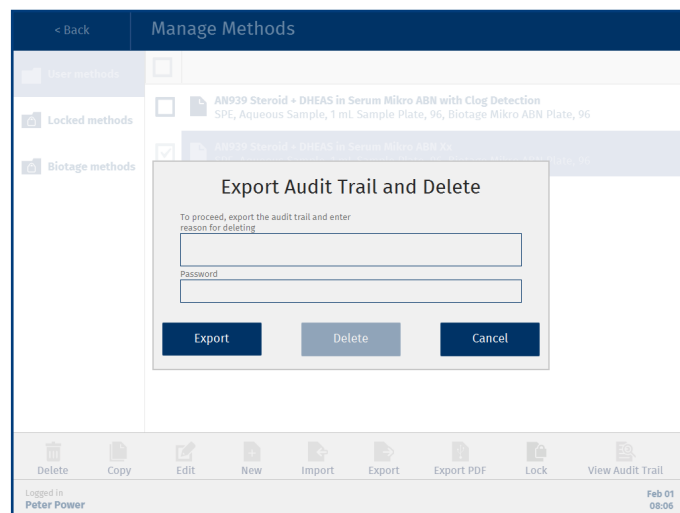 < Back
Manage Methods
User methods
Locked methods
Biotage methods
AN939 Steroid + DHEAS in Serum Mikro ABN with Clog Detection
SPE, Aqueous Sample, 1 mL Sample Plate, 96, Biotage Mikro ABN Plate, 96
AN939 Steroid + DHEAS in Serum Mikro ABN Xx
Export Audit Trail and Delete
To proceed, export the audit trail and enter
reason for deleting
Password
Export
Delete
Cancel
Delete
Copy
Edit
New
Import
Export
Export PDF
Lock
View Audit Trail
Logged in
Peter Power
Feb 01
08:06